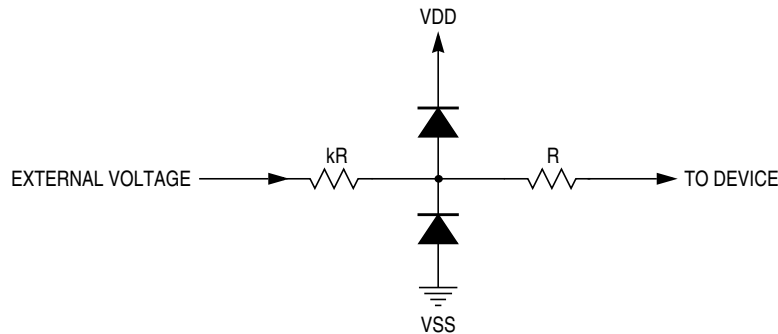 VDD
kR
R
EXTERNAL VOLTAGE
TO DEVICE
VSS